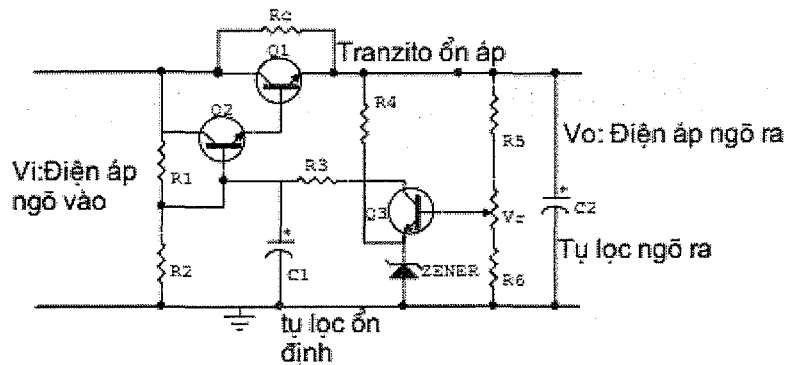 Rc
Q1
Tranzito ổn áp
Q2
R4
R5
Vo: Điện áp ngõ ra
Vi:Điện áp
ngõ vào
R1
R3
Q3
Vr
C2
R2
C1
ZENER
R6
Tụ lọc ngõ ra
tụ lọc ổn
định